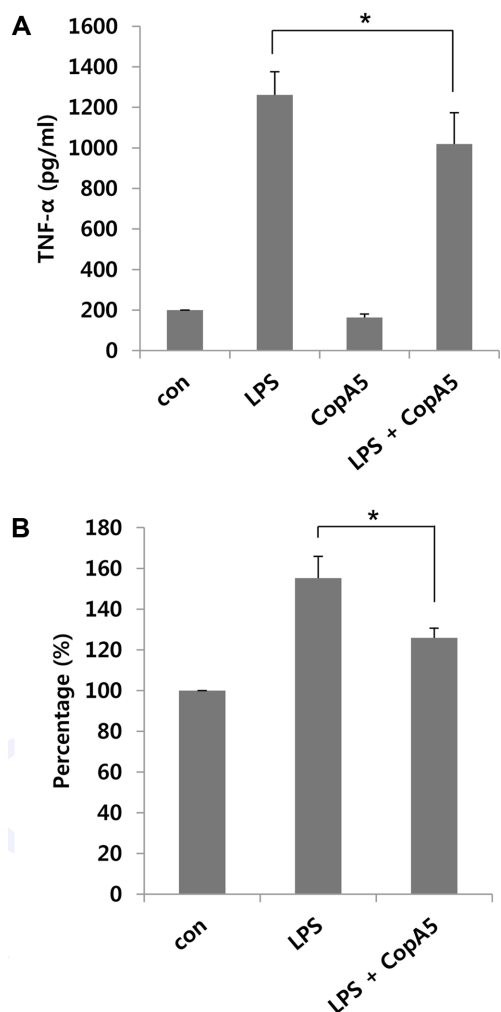 A
*
TNF-α (pg/ml)
1600
1400
1200
1000
800
600
400
200
0
con
LPS
CopA5
LPS + CopA5
B
*
Percentage (%)
180
160
140
120
100
80
60
40
20
0
con
LPS
LPS + CopA5